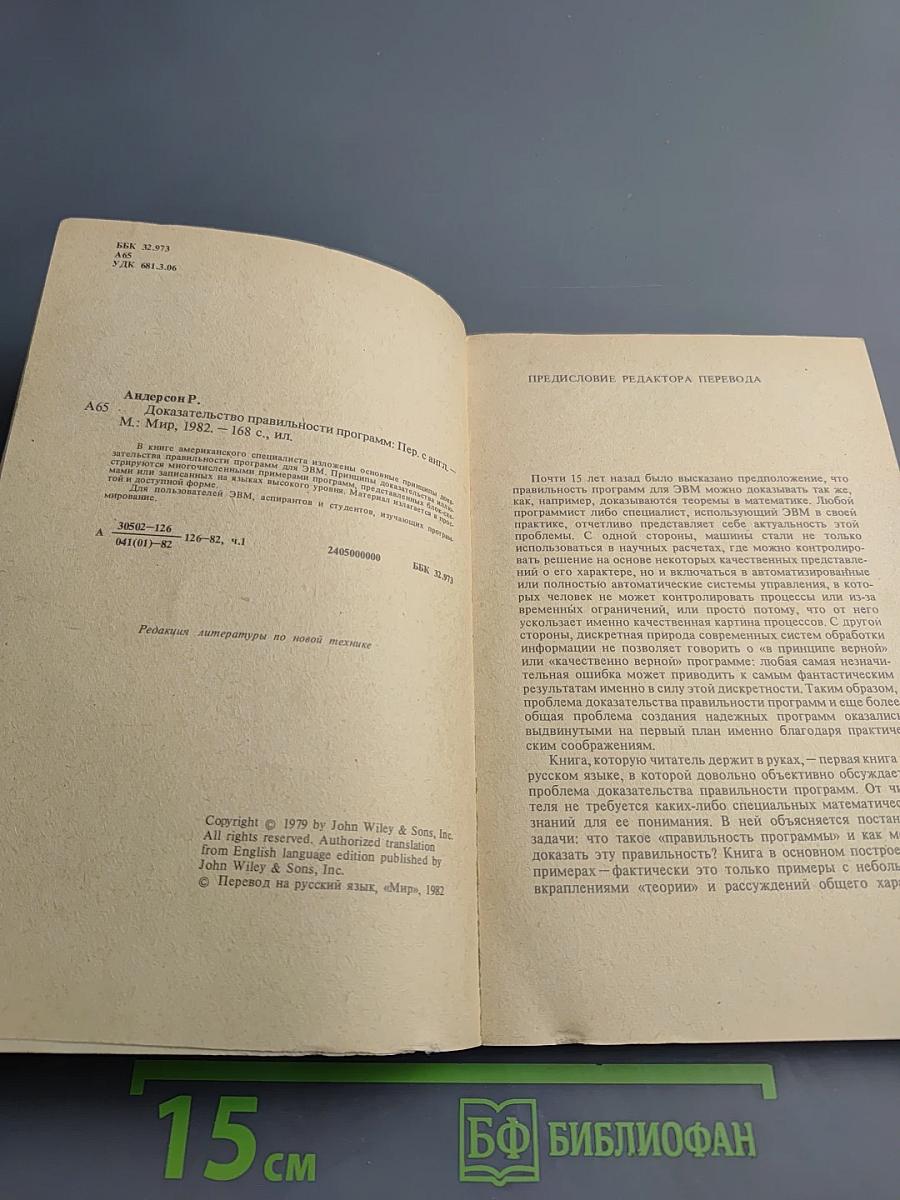 ББК 32.973
А65
УДК 681.3.06
Андерсон Р.
А65 Доказательство правильности программ: Пер. с англ. —
М.: Мир, 1982. — 168 с., ил.
В книге американского специалиста изложены основные принципы дока-
зательства правильности программ для ЭВМ. Принципы доказательства иллю-
стрируются многочисленными примерами программ, представленных блок-схе-
мами или записанных на языках высокого уровня. Материал излагается в прос-
той и доступной форме.
Для пользователей ЭВМ, аспирантов и студентов, изучающих програм-
мирование.
А 30502—126
041(01)—82 126—82, ч.1
2405000000
ББК 32.973
Редакция литературы по новой технике
Copyright © 1979 by John Wiley & Sons, Inc.
All rights reserved. Authorized translation
from English language edition published by
John Wiley & Sons, Inc.
© Перевод на русский язык, «Мир», 1982
ПРЕДИСЛОВИЕ РЕДАКТОРА ПЕРЕВОДА
Почти 15 лет назад было высказано предположение, что
правильность программ для ЭВМ можно доказывать так же,
как, например, доказываются теоремы в математике. Любой
программист либо специалист, использующий ЭВМ в своей
практике, отчетливо представляет себе актуальность этой
проблемы. С одной стороны, машины стали не только
использоваться в научных расчетах, где можно контролиро-
вать решение на основе некоторых качественных представле-
ний о его характере, но и включаться в автоматизированные
или полностью автоматические системы управления, в кото-
рых человек не может контролировать процессы или из-за
временных ограничений, или просто потому, что от него
ускользает именно качественная картина процессов. С другой
стороны, дискретная природа современных систем обработки
информации не позволяет говорить о «в принципе верной»
или «качественно верной» программе: любая самая незначи-
тельная ошибка может приводить к самым фантастическим
результатам именно в силу этой дискретности. Таким образом,
проблема доказательства правильности программ и еще более
общая проблема создания надежных программ оказались
выдвинутыми на первый план именно благодаря практиче
ским соображениям.
Книга, которую читатель держит в руках, — первая книга
русском языке, в которой довольно объективно обсуждает
проблема доказательства правильности программ. От чи
теля не требуется каких-либо специальных математичес
знаний для ее понимания. В ней объясняется постан
задачи: что такое «правильность программы» и как мо
доказать эту правильность? Книга в основном построе
примерах — фактически это только примеры с неболь
вкраплениями «теории» и рассуждений общего хара
15 см
БФ БИБЛИОФАН